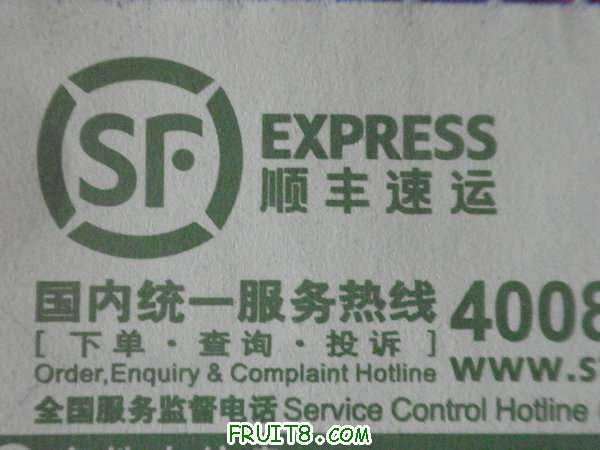 SF EXPRESS
顺丰速运
国内统一服务热线 4008
[ 下单·查询·投诉 ]
Order,Enquiry & Complaint Hotline www.s
全国服务监督电话 Service Control Hotline
FRUIT8.COM